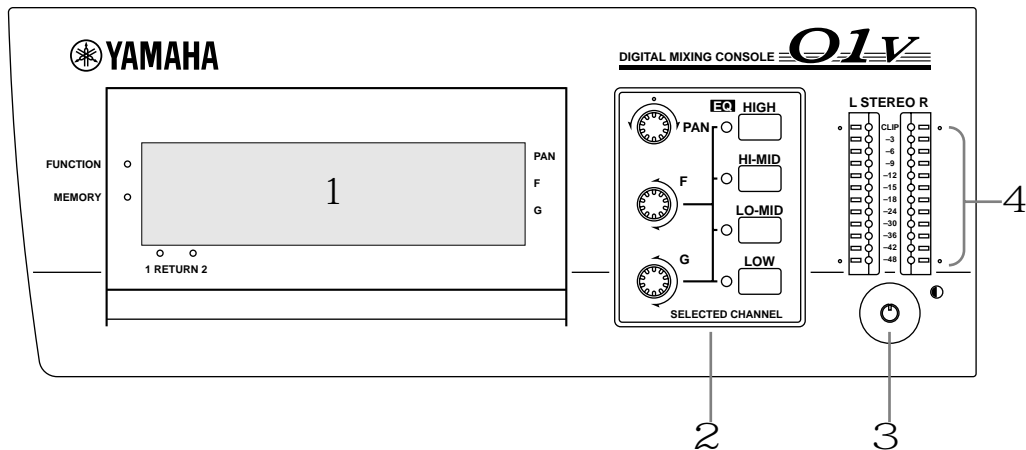 YAMAHA
DIGITAL MIXING CONSOLE 01v
FUNCTION
MEMORY
1
PAN
F
G
1 RETURN 2
EQ HIGH
PAN
HI-MID
F
LO-MID
G
LOW
SELECTED CHANNEL
L STEREO R
CLIP
–3
–6
–9
–12
–15
–18
–24
–30
–36
–42
–48
4
2
3